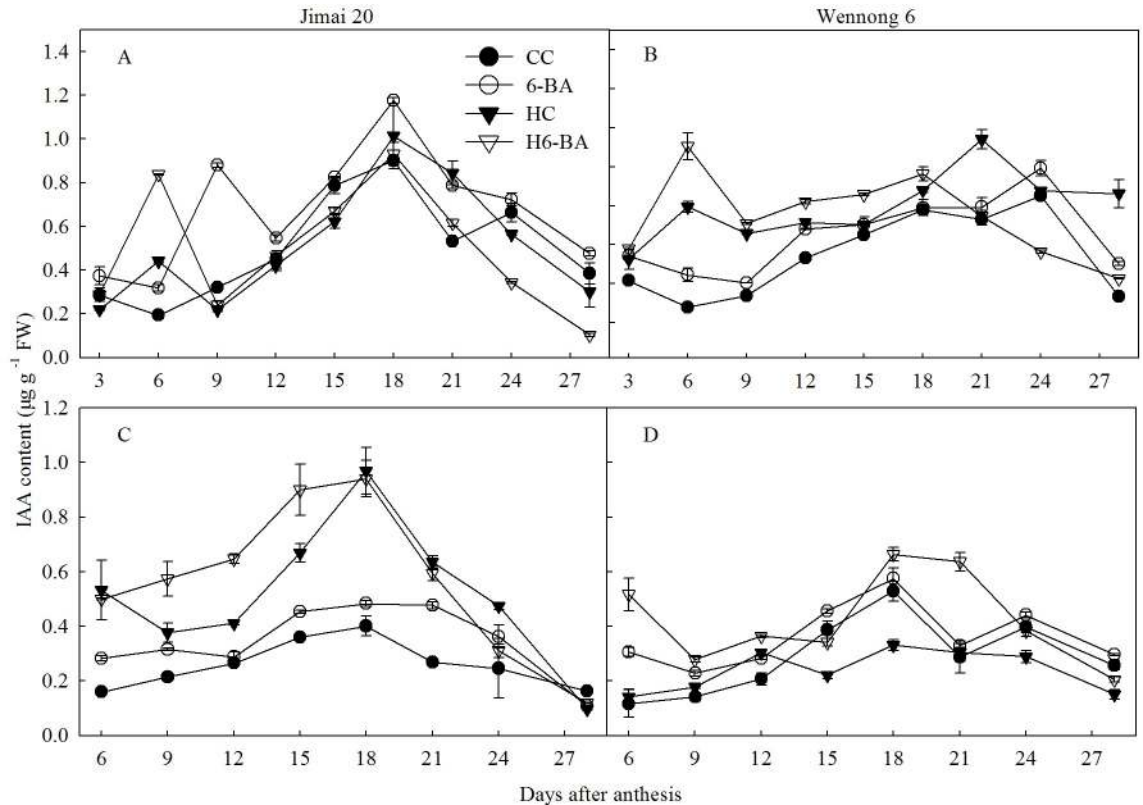 Jimai 20 Wennong 6
A
CC
6-BA
HC
H6-BA
B
1.4
1.2
1.0
0.8
0.6
0.4
0.2
0.0
3 6 9 12 15 18 21 24 27 3 6 9 12 15 18 21 24 27
IAA content (μg g⁻¹ FW)
C D
1.2
1.0
0.8
0.6
0.4
0.2
0.0
6 9 12 15 18 21 24 27 6 9 12 15 18 21 24 27
Days after anthesis